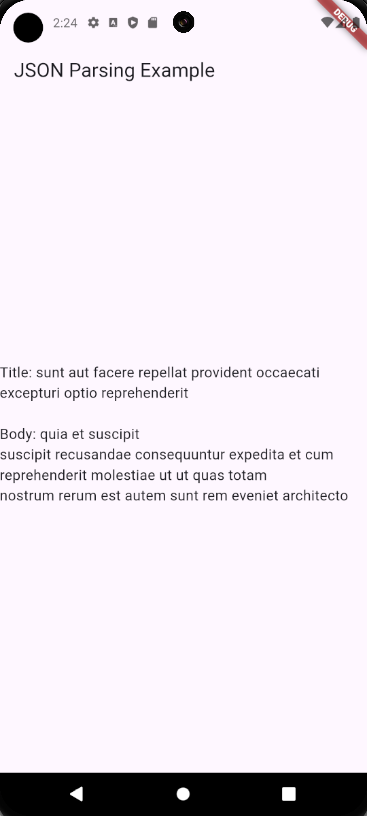 2:24
DEBUG
JSON Parsing Example
Title: sunt aut facere repellat provident occaecati
excepturi optio reprehenderit
Body: quia et suscipit
suscipit recusandae consequuntur expedita et cum
reprehenderit molestiae ut ut quas totam
nostrum rerum est autem sunt rem eveniet architecto